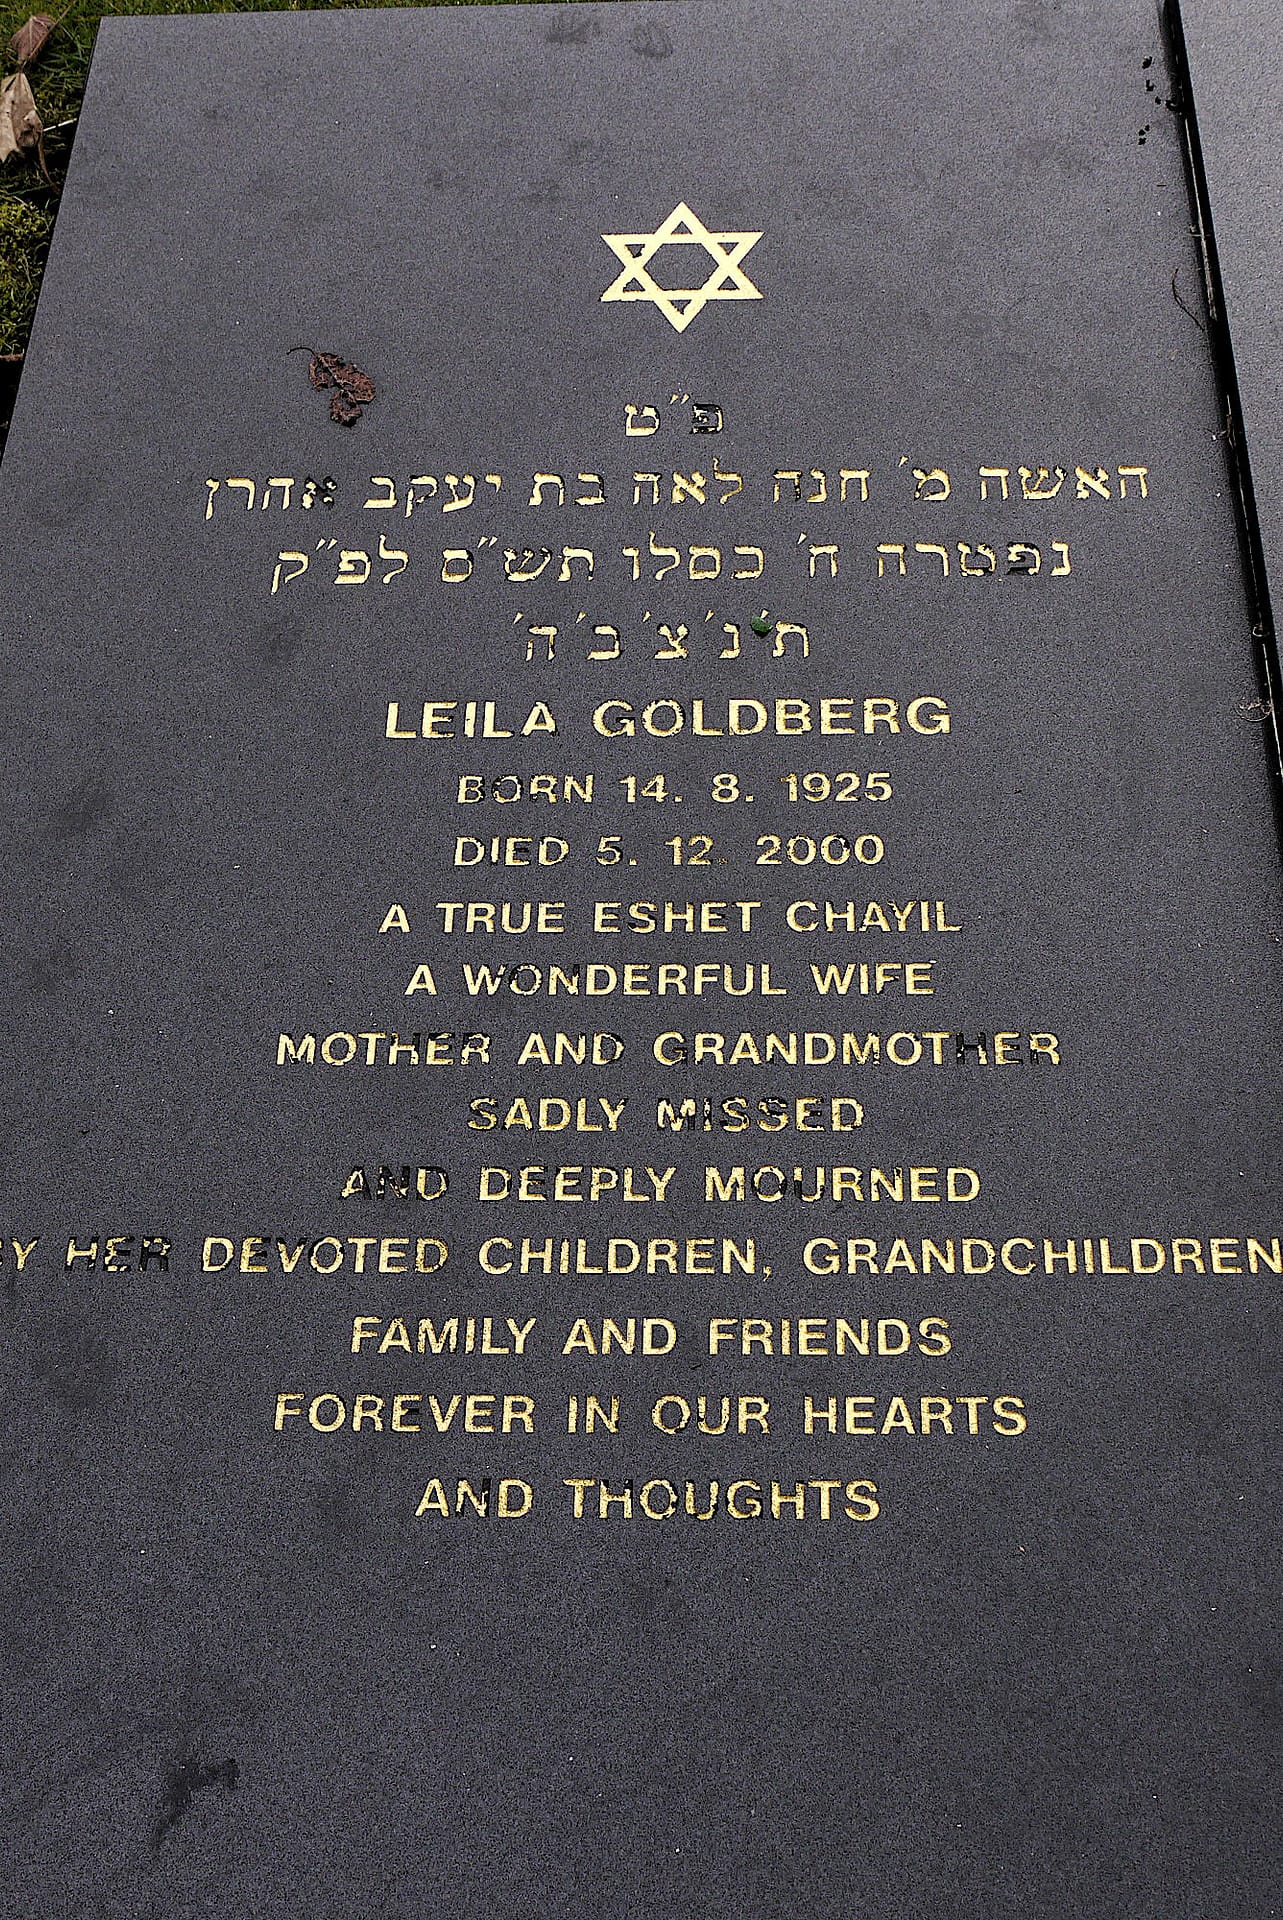 פ״ט
האשה מ׳ חנה לאה בת יעקב אהרן
נפטרה ח׳ כסלו תש״ס לפ״ק
ת׳נ׳צ׳ב׳ה׳
LEILA GOLDBERG
BORN 14. 8. 1925
DIED 5. 12. 2000
A TRUE ESHET CHAYIL
A WONDERFUL WIFE
MOTHER AND GRANDMOTHER
SADLY MISSED
AND DEEPLY MOURNED
BY HER DEVOTED CHILDREN, GRANDCHILDREN
FAMILY AND FRIENDS
FOREVER IN OUR HEARTS
AND THOUGHTS